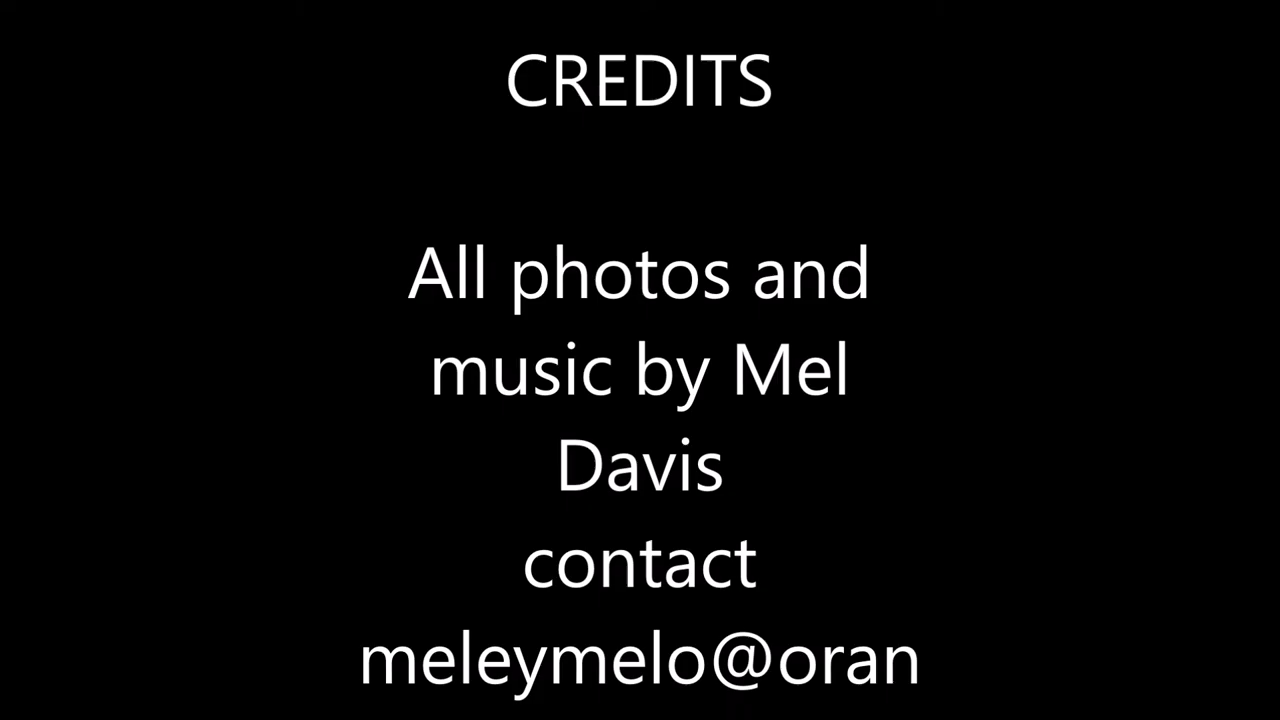 CREDITS
All photos and
music by Mel
Davis
contact
meleymelo@oran